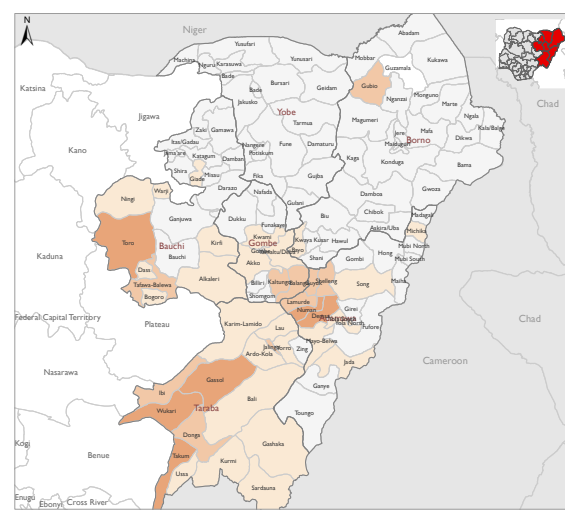 N
Niger
Abadam
Yusufari
Machina
Nguru
Karasuwa
Yunusari
Mobbar
Kukawa
Guzamala
Katsina
Bade
Bade
Bursari
Geidam
Gubio
Nganzai
Monguno
Marte
Chad
Jakusko
Yobe
Jigawa
Tarmua
Magumeri
Ngala
Kala/Balge
Zaki
Gamawa
Jere
Mafa
Dikwa
Itas/Gadau
Nangere
Fune
Damaturu
Maiduguri
Borno
Kano
Jama'are
Katagum
Potiskum
Damban
Kaga
Konduga
Bama
Shira
Giade
Misau
Fika
Gujba
Ningi
Warji
Darazo
Nafada
Gulani
Damboa
Gwoza
Ganjuwa
Dukku
Biu
Chibok
Madagali
Toro
Bauchi
Kirfi
Funakaye
Kwami
Gombe
Kwaya Kusar
Hawul
Askira/Uba
Michika
Kaduna
Bauchi
Bayo
Mubi North
Dass
Akko
Shani
Gombi
Hong
Mubi South
Tafawa-Balewa
Alkaleri
Billiri
Kaltungo
Balanga
Shelleng
Song
Maiha
Bogoro
Shomgom
Lamurde
Numan
Demsa
Girei
Federal Capital Territory
Plateau
Karim-Lamido
Lau
Yola North
Fufore
Chad
Mayo-Belwa
Jalingo
Yorro
Zing
Ardo-Kola
Jada
Cameroon
Nasarawa
Gassol
Ganye
Ibi
Bali
Wukari
Taraba
Toungo
Donga
Gashaka
Kogi
Benue
Takum
Kurmi
Ussa
Sardauna
Enugu
Ebonyi
Cross River